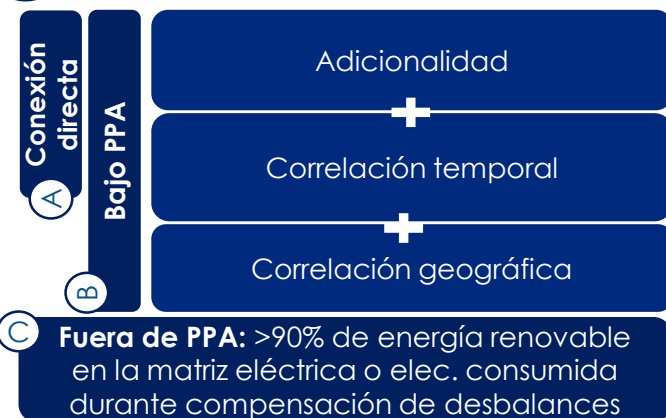 Conexión
directa
A
Bajo PPA
B
Adicionalidad
+
Correlación temporal
+
Correlación geográfica
C
Fuera de PPA: >90% de energía renovable
en la matriz eléctrica o elec. consumida
durante compensación de desbalances